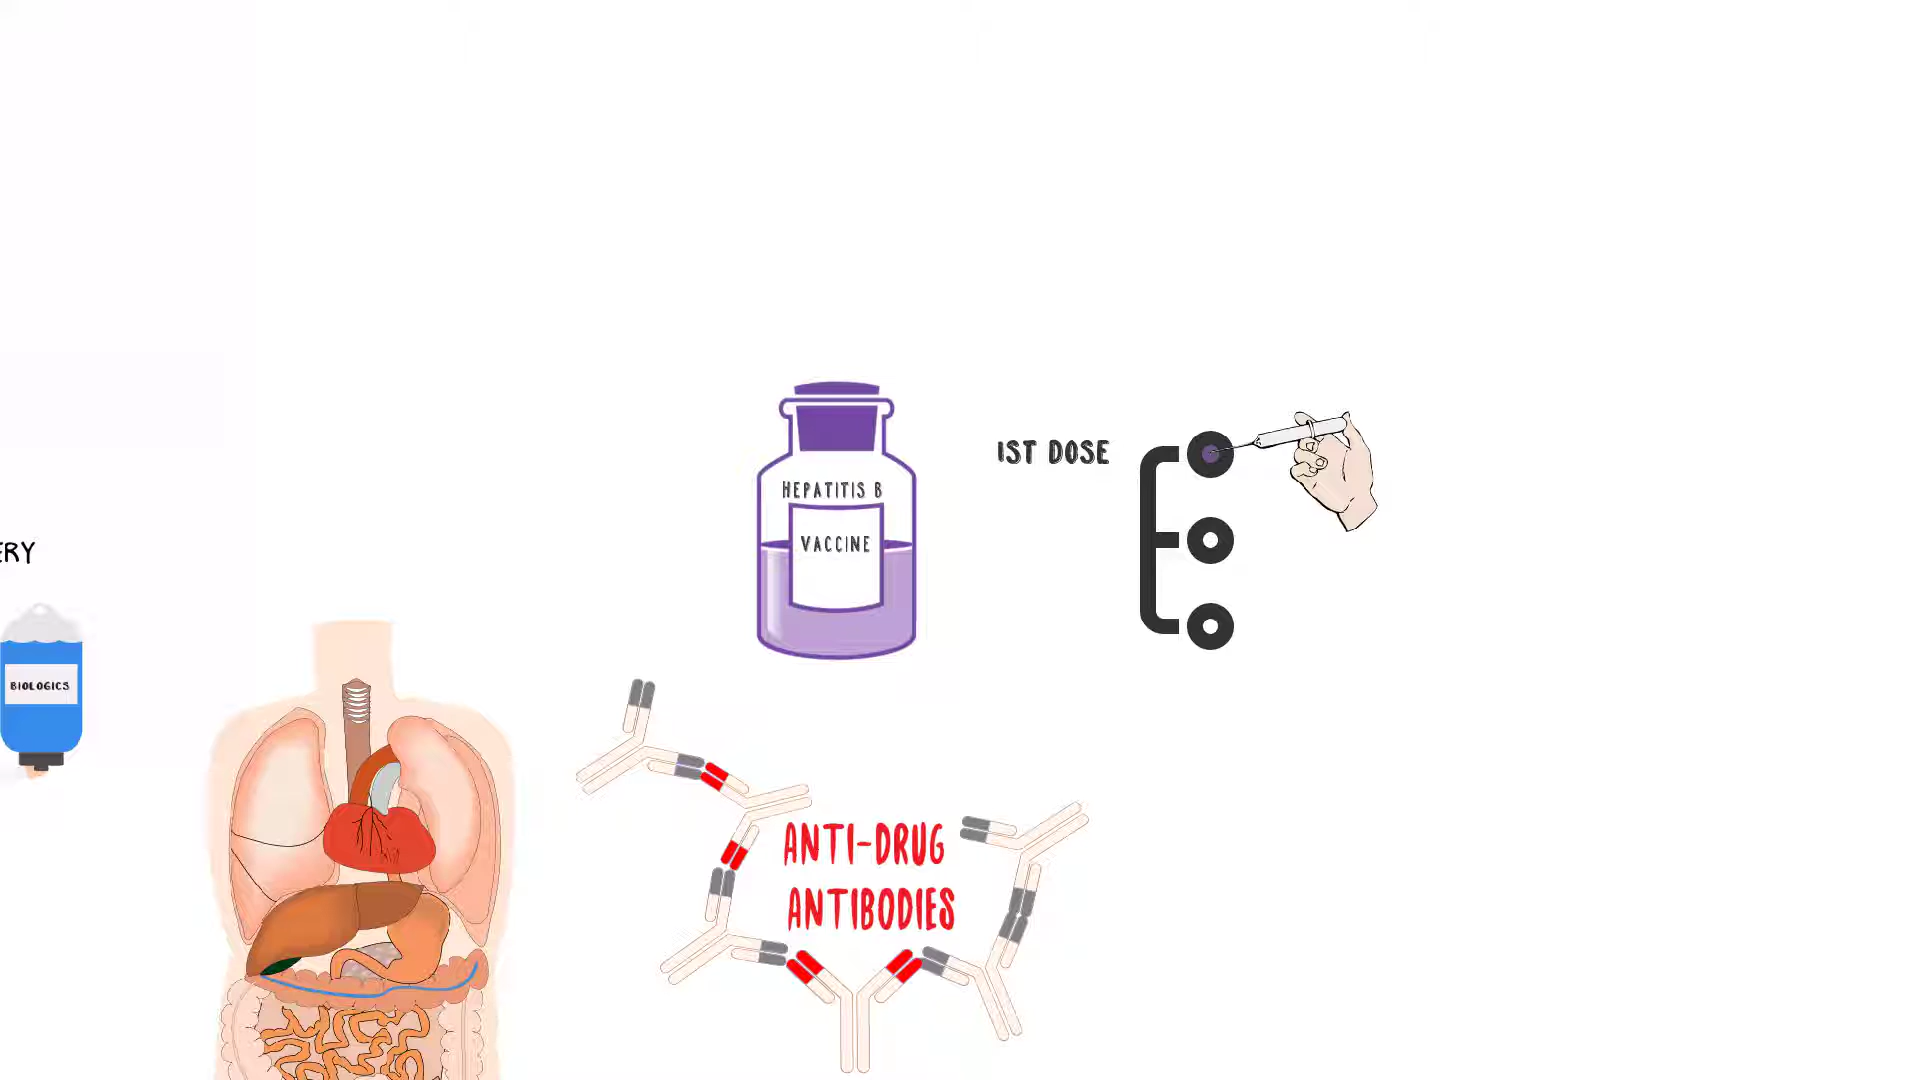 HEPATITIS B
VACCINE
1ST DOSE
ERY
BIOLOGICS
ANTI-DRUG
ANTIBODIES